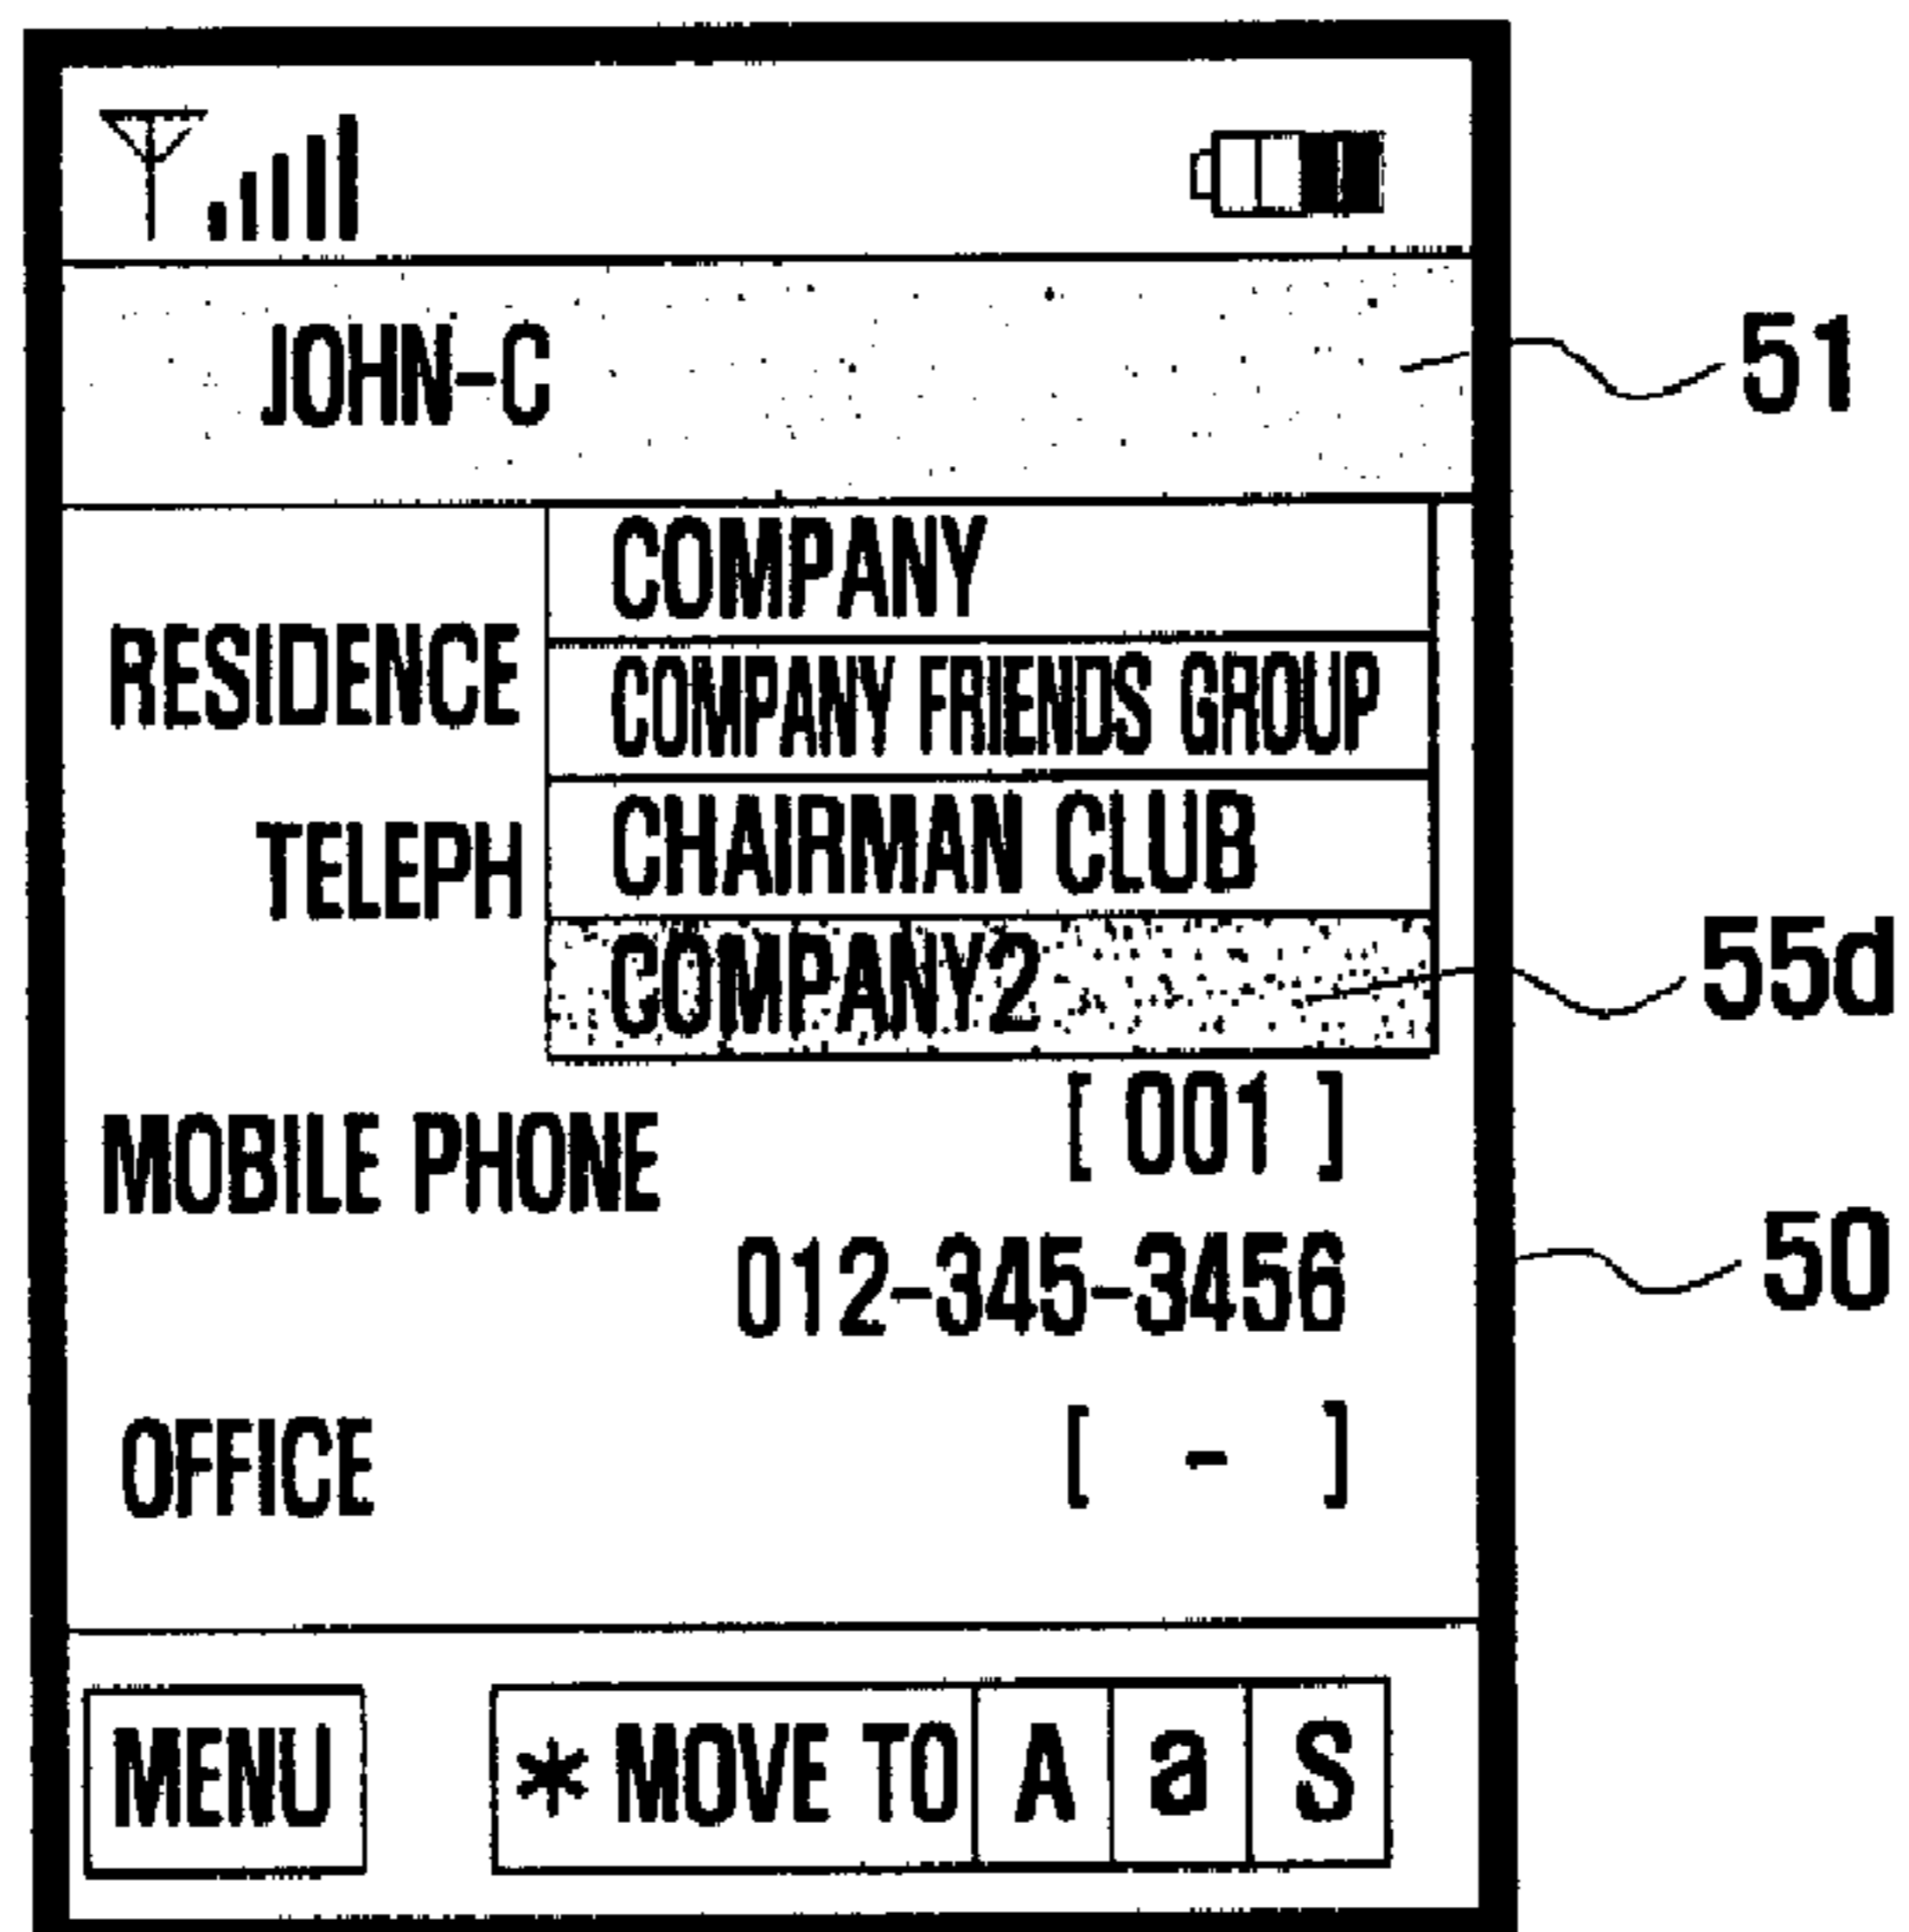 JOHN-C
51
COMPANY
RESIDENCE
COMPANY FRIENDS GROUP
TELEPH
CHAIRMAN CLUB
COMPANY2
55d
MOBILE PHONE [ 001 ]
012-345-3456
50
OFFICE [ - ]
MENU * MOVE TO A a S